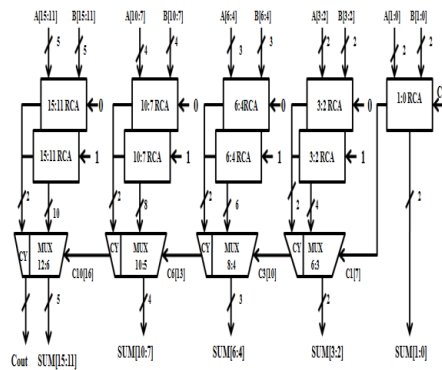 A[15:11] B[15:11] A[10:7] B[10:7] A[6:4] B[6:4] A[3:2] B[3:2] A[1:0] B[1:0]
5 5 4 4 3 3 2 2 2 2
15:11 RCA 0 10:7 RCA 0 6:4RCA 0 3:2 RCA 0 1:0 RCA C
15:11 RCA 1 10:7 RCA 1 6:4 RCA 1 3:2 RCA 1
2 10 2 8 2 6 2 4 2
CY MUX 12:6 C10[16] CY MUX 10:5 C6[13] CY MUX 8:4 C3[10] CY MUX 6:3 C1[7]
5 4 3 2
Cout SUM[15:11] SUM[10:7] SUM[6:4] SUM[3:2] SUM[1:0]